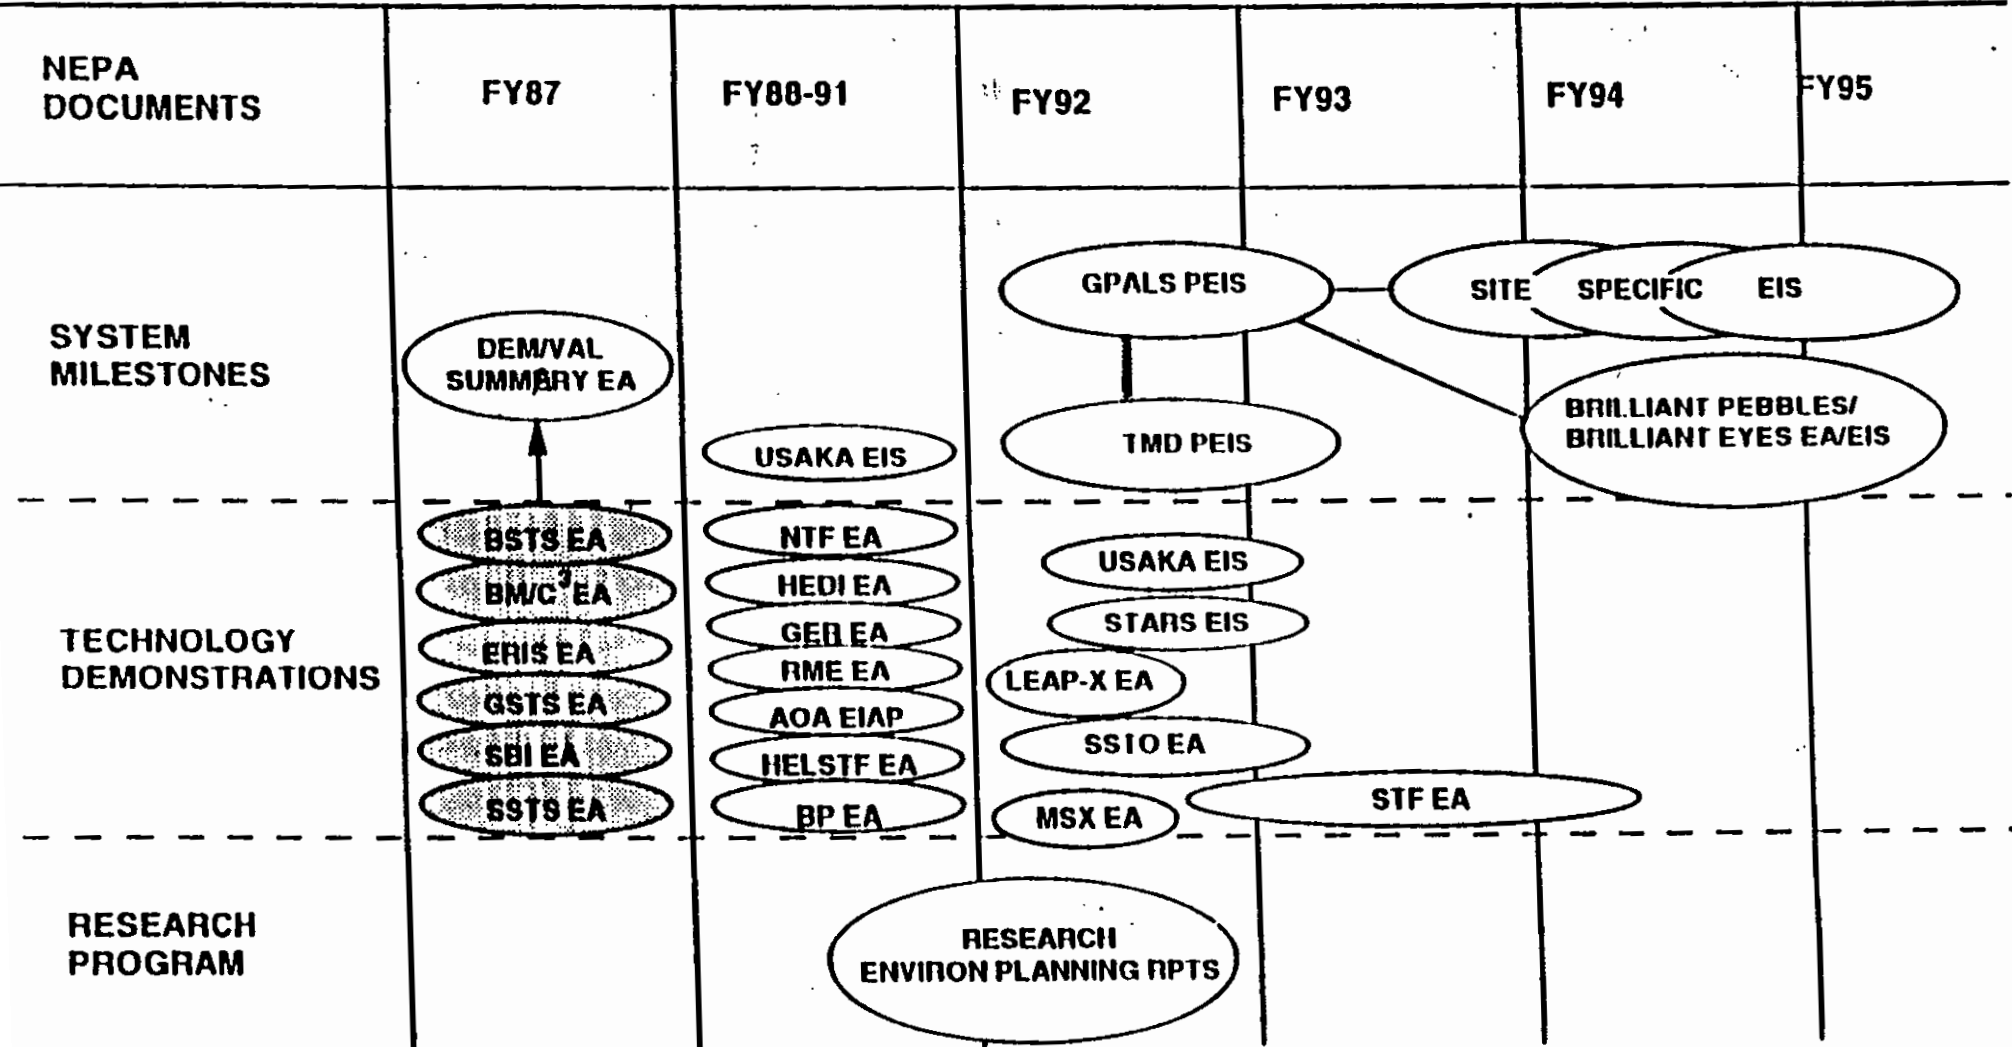 NEPA
DOCUMENTS
FY87
FY88-91
FY92
FY93
FY94
FY95
SYSTEM
MILESTONES
DEM/VAL
SUMMARY EA
USAKA EIS
GPALS PEIS
TMD PEIS
SITE SPECIFIC EIS
BRILLIANT PEBBLES/
BRILLIANT EYES EA/EIS
TECHNOLOGY
DEMONSTRATIONS
BSTS EA
BM/C³ EA
ERIS EA
GSTS EA
SBI EA
SSTS EA
NTF EA
HEDI EA
GER EA
RME EA
AOA EIAP
HELSTF EA
BP EA
USAKA EIS
STARS EIS
LEAP-X EA
SSTO EA
MSX EA
STF EA
RESEARCH
PROGRAM
RESEARCH
ENVIRON PLANNING RPTS